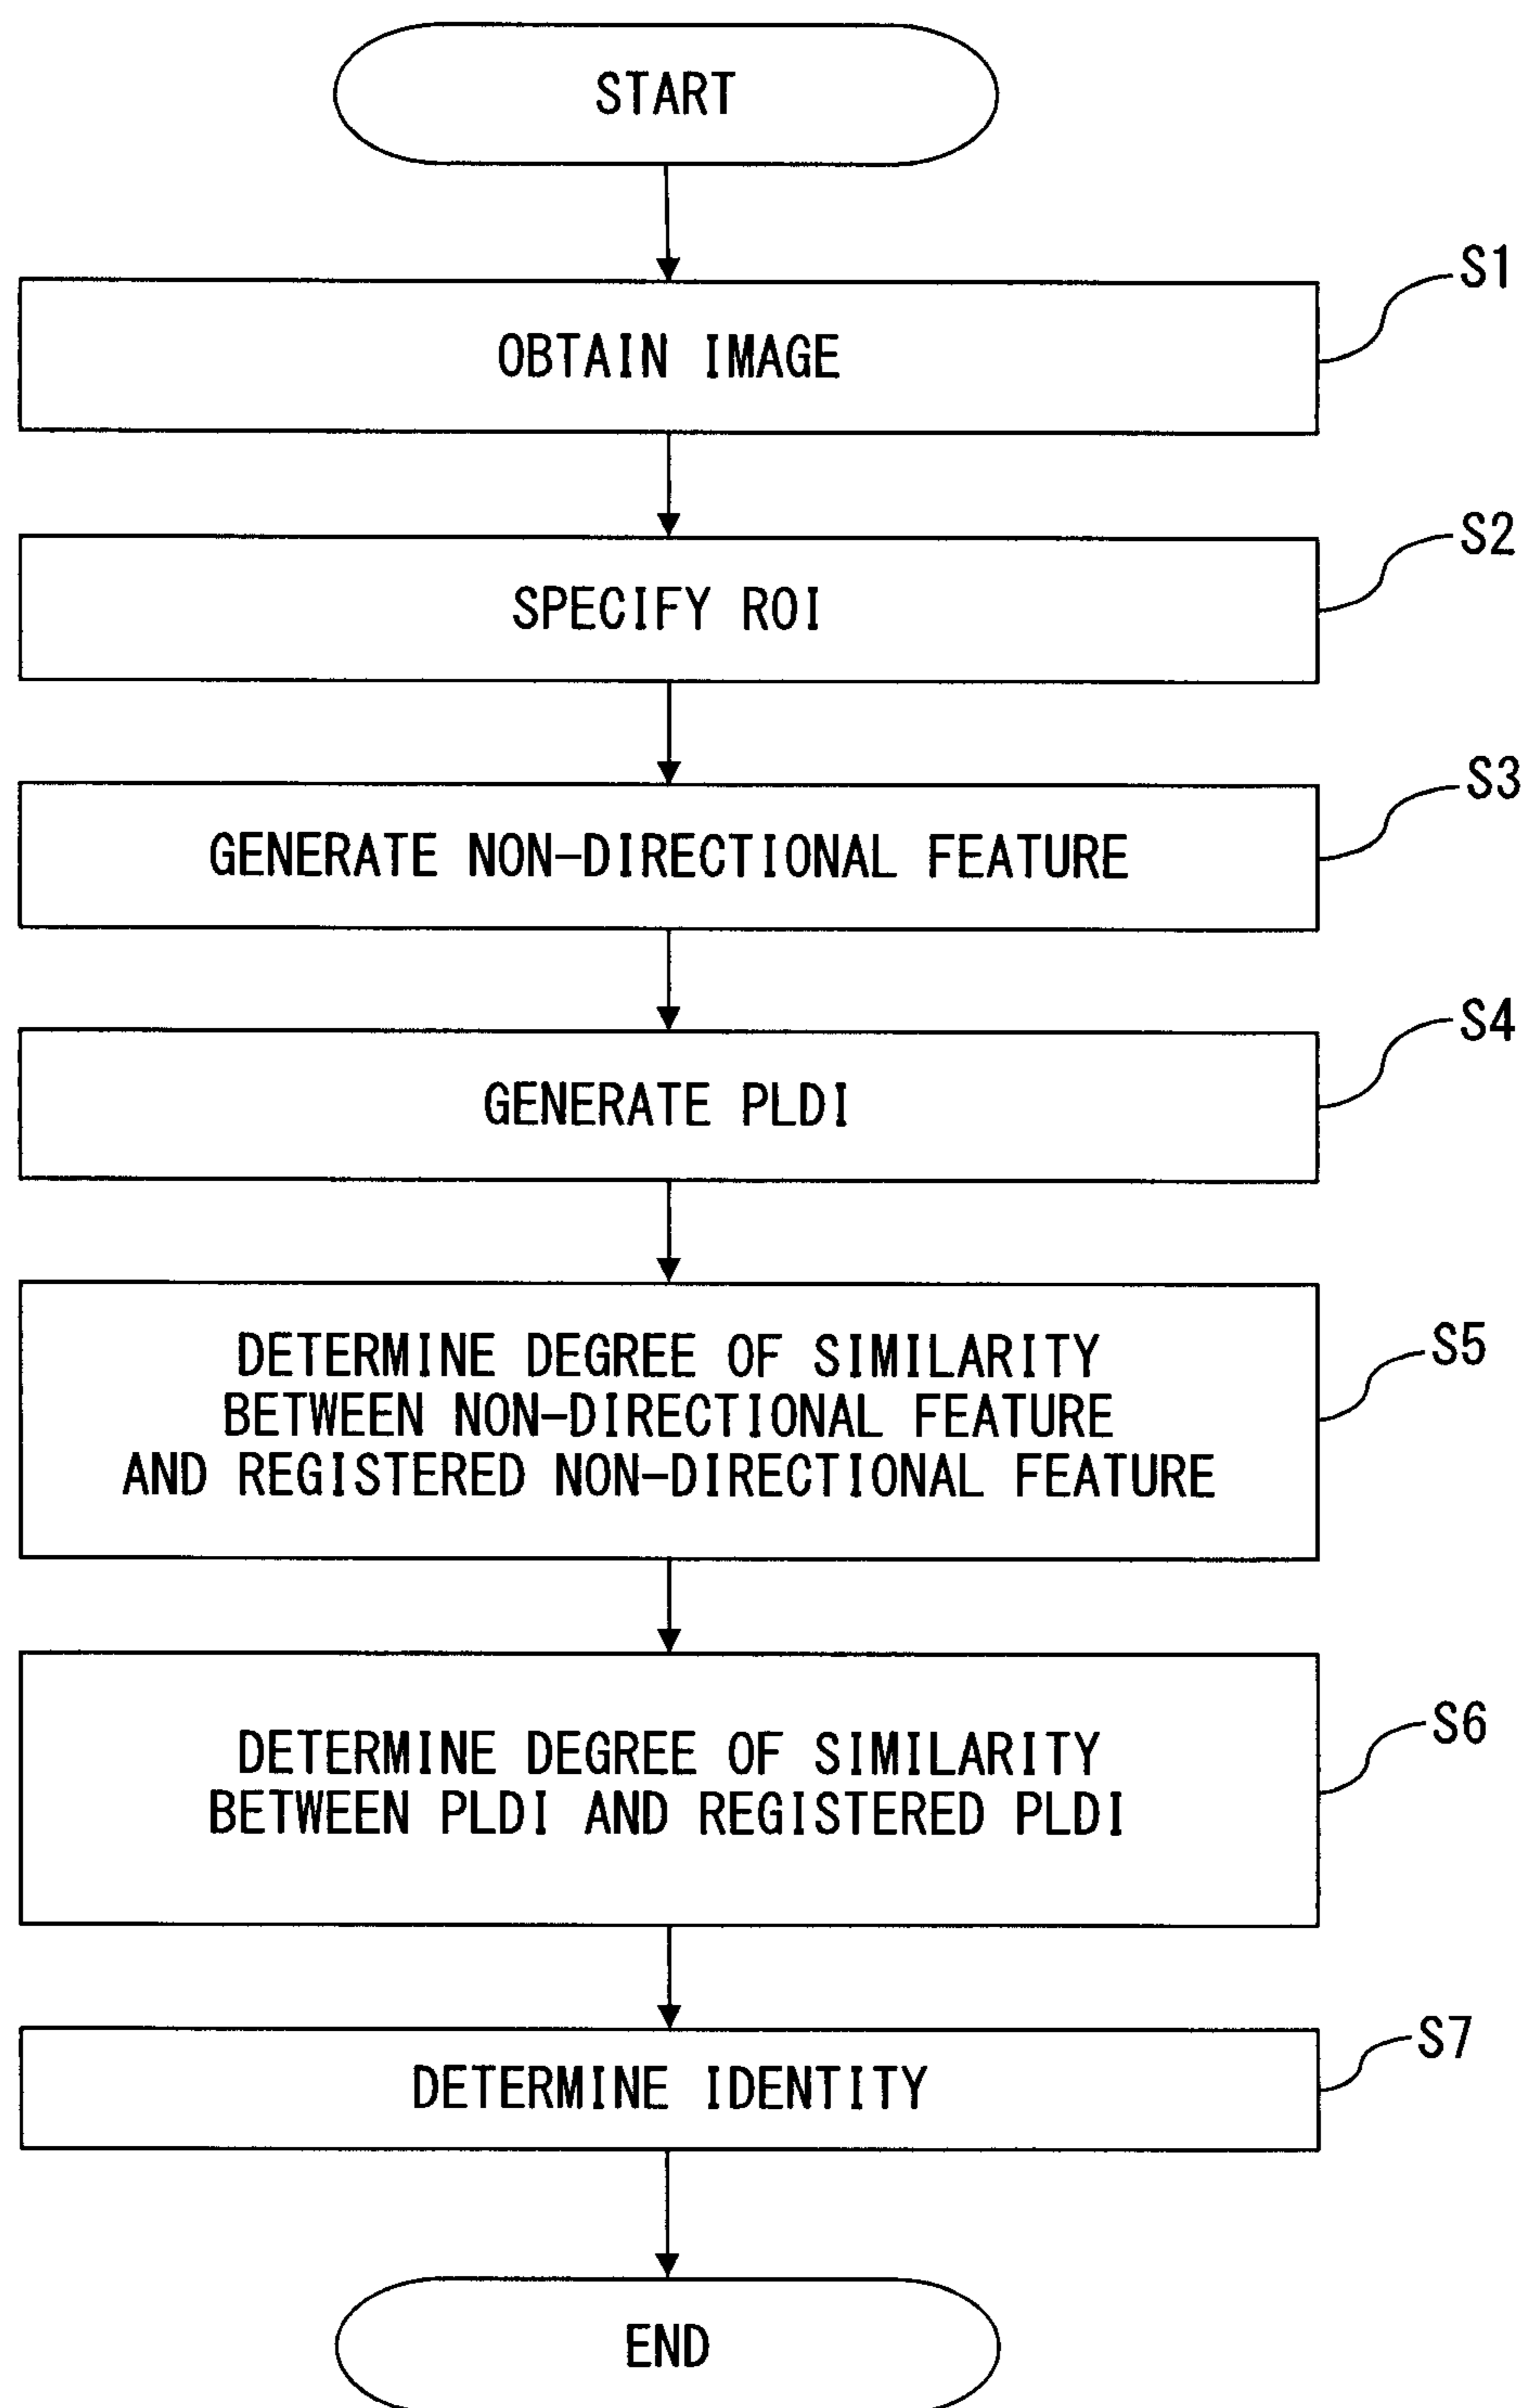 START
S1
OBTAIN IMAGE
S2
SPECIFY ROI
S3
GENERATE NON-DIRECTIONAL FEATURE
S4
GENERATE PLDI
S5
DETERMINE DEGREE OF SIMILARITY
BETWEEN NON-DIRECTIONAL FEATURE
AND REGISTERED NON-DIRECTIONAL FEATURE
S6
DETERMINE DEGREE OF SIMILARITY
BETWEEN PLDI AND REGISTERED PLDI
S7
DETERMINE IDENTITY
END